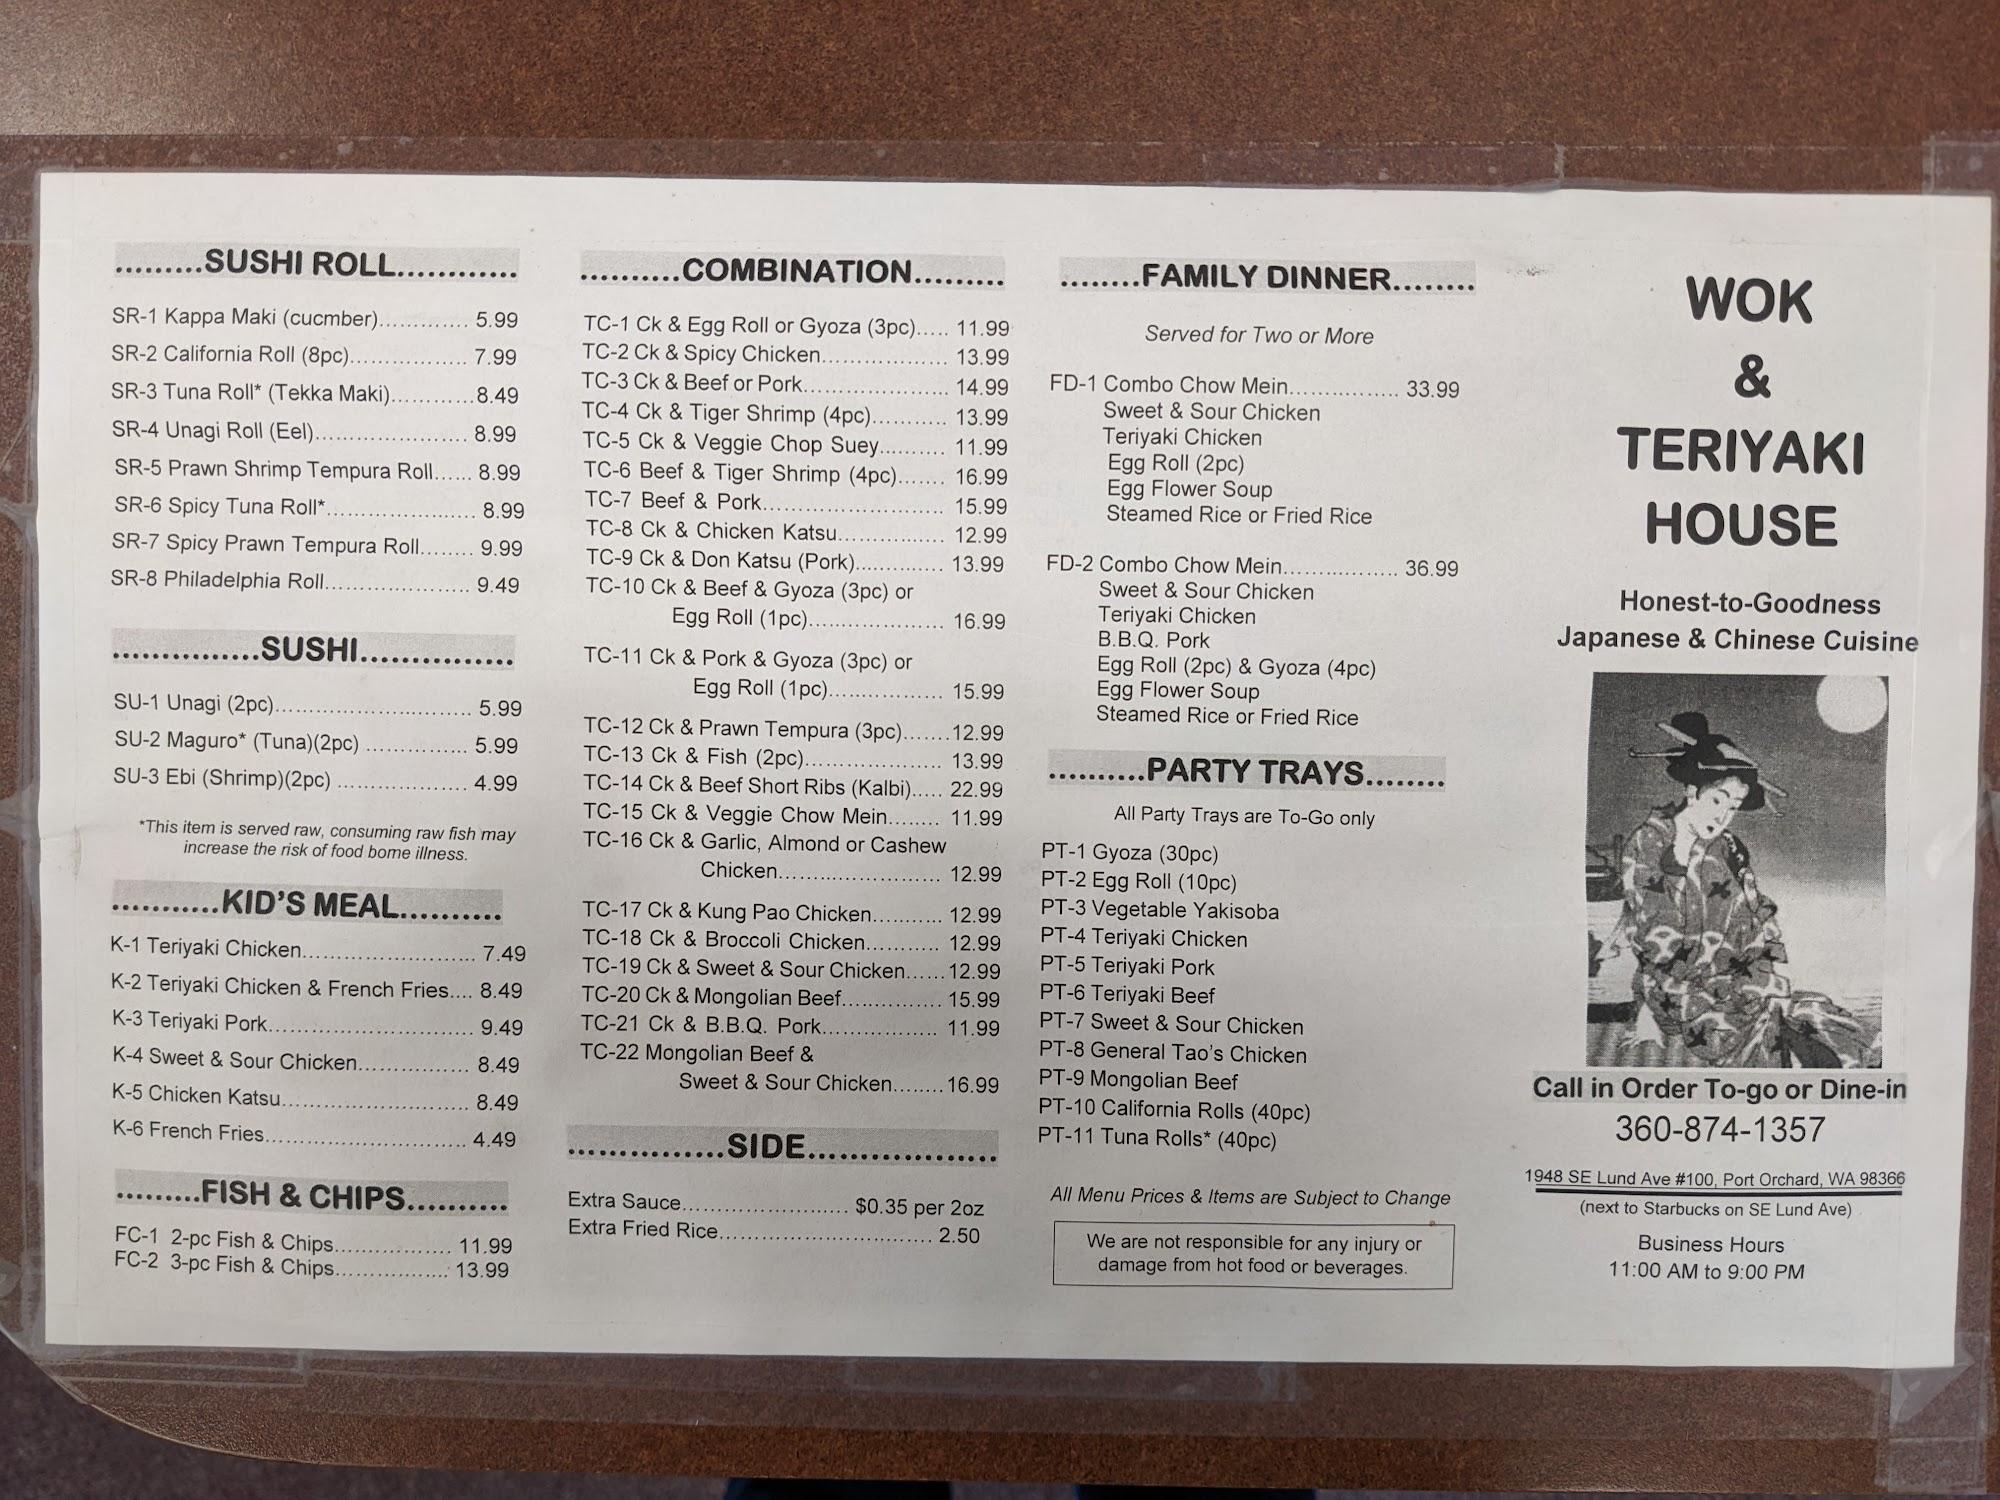 .........SUSHI ROLL............
SR-1 Kappa Maki (cucmber)............. 5.99
SR-2 California Roll (8pc)................. 7.99
SR-3 Tuna Roll* (Tekka Maki)............8.49
SR-4 Unagi Roll (Eel)....................... 8.99
SR-5 Prawn Shrimp Tempura Roll...... 8.99
SR-6 Spicy Tuna Roll*...................... 8.99
SR-7 Spicy Prawn Tempura Roll........ 9.99
SR-8 Philadelphia Roll..................... 9.49
...............SUSHI................
SU-1 Unagi (2pc)............................. 5.99
SU-2 Maguro* (Tuna)(2pc) ............... 5.99
SU-3 Ebi (Shrimp)(2pc) ................... 4.99
*This item is served raw, consuming raw fish may
increase the risk of food borne illness.
...........KID'S MEAL...........
K-1 Teriyaki Chicken......................... 7.49
K-2 Teriyaki Chicken & French Fries.... 8.49
K-3 Teriyaki Pork.............................. 9.49
K-4 Sweet & Sour Chicken................. 8.49
K-5 Chicken Katsu............................ 8.49
K-6 French Fries.............................. 4.49
.........FISH & CHIPS..........
FC-1 2-pc Fish & Chips................. 11.99
FC-2 3-pc Fish & Chips................. 13.99
..........COMBINATION.........
TC-1 Ck & Egg Roll or Gyoza (3pc)..... 11.99
TC-2 Ck & Spicy Chicken................... 13.99
TC-3 Ck & Beef or Pork...................... 14.99
TC-4 Ck & Tiger Shrimp (4pc)........... 13.99
TC-5 Ck & Veggie Chop Suey.......... 11.99
TC-6 Beef & Tiger Shrimp (4pc)....... 16.99
TC-7 Beef & Pork........................... 15.99
TC-8 Ck & Chicken Katsu................ 12.99
TC-9 Ck & Don Katsu (Pork)............. 13.99
TC-10 Ck & Beef & Gyoza (3pc) or
Egg Roll (1pc).................... 16.99
TC-11 Ck & Pork & Gyoza (3pc) or
Egg Roll (1pc)................. 15.99
TC-12 Ck & Prawn Tempura (3pc).......12.99
TC-13 Ck & Fish (2pc)..................... 13.99
TC-14 Ck & Beef Short Ribs (Kalbi)..... 22.99
TC-15 Ck & Veggie Chow Mein........ 11.99
TC-16 Ck & Garlic, Almond or Cashew
Chicken........................ 12.99
TC-17 Ck & Kung Pao Chicken.......... 12.99
TC-18 Ck & Broccoli Chicken........... 12.99
TC-19 Ck & Sweet & Sour Chicken......12.99
TC-20 Ck & Mongolian Beef............... 15.99
TC-21 Ck & B.B.Q. Pork................. 11.99
TC-22 Mongolian Beef &
Sweet & Sour Chicken........16.99
...............SIDE...................
Extra Sauce......................... $0.35 per 2oz
Extra Fried Rice................................ 2.50
........FAMILY DINNER........
Served for Two or More
FD-1 Combo Chow Mein................ 33.99
Sweet & Sour Chicken
Teriyaki Chicken
Egg Roll (2pc)
Egg Flower Soup
Steamed Rice or Fried Rice
FD-2 Combo Chow Mein................. 36.99
Sweet & Sour Chicken
Teriyaki Chicken
B.B.Q. Pork
Egg Roll (2pc) & Gyoza (4pc)
Egg Flower Soup
Steamed Rice or Fried Rice
..........PARTY TRAYS........
All Party Trays are To-Go only
PT-1 Gyoza (30pc)
PT-2 Egg Roll (10pc)
PT-3 Vegetable Yakisoba
PT-4 Teriyaki Chicken
PT-5 Teriyaki Pork
PT-6 Teriyaki Beef
PT-7 Sweet & Sour Chicken
PT-8 General Tao's Chicken
PT-9 Mongolian Beef
PT-10 California Rolls (40pc)
PT-11 Tuna Rolls* (40pc)
All Menu Prices & Items are Subject to Change
We are not responsible for any injury or
damage from hot food or beverages.
WOK
&
TERIYAKI
HOUSE
Honest-to-Goodness
Japanese & Chinese Cuisine
Call in Order To-go or Dine-in
360-874-1357
1948 SE Lund Ave #100, Port Orchard, WA 98366
(next to Starbucks on SE Lund Ave)
Business Hours
11:00 AM to 9:00 PM